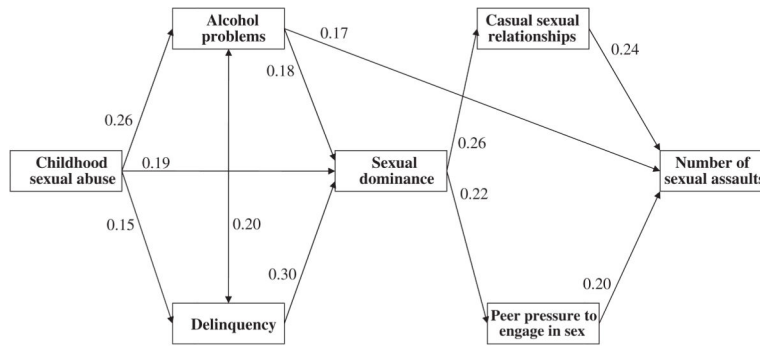 Alcohol
problems
Casual sexual
relationships
0.17
0.24
0.18
0.26
Childhood
sexual abuse
0.19
Sexual
dominance
0.26
Number of
sexual assaults
0.22
0.15
0.20
0.30
0.20
Delinquency
Peer pressure to
engage in sex